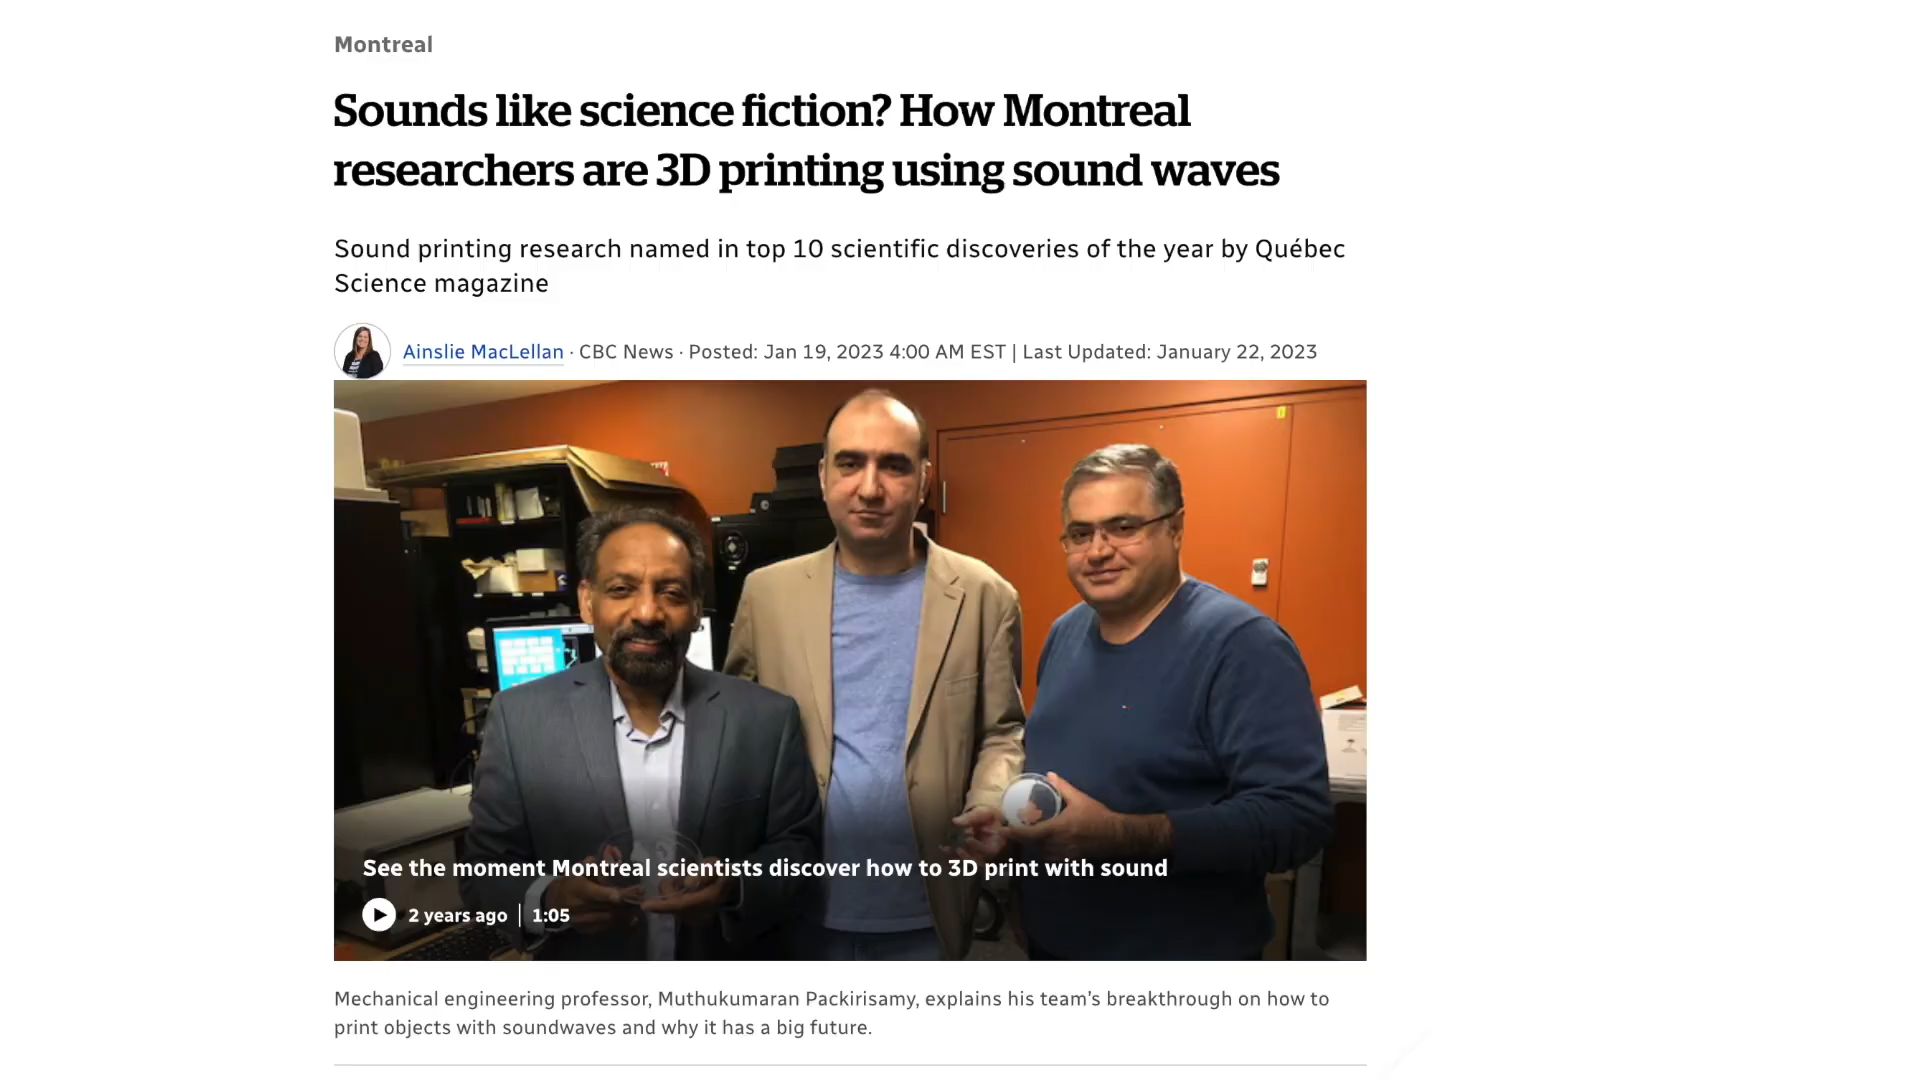 Montreal
Sounds like science fiction? How Montreal
researchers are 3D printing using sound waves
Sound printing research named in top 10 scientific discoveries of the year by Québec
Science magazine
Ainslie MacLellan · CBC News · Posted: Jan 19, 2023 4:00 AM EST | Last Updated: January 22, 2023
See the moment Montreal scientists discover how to 3D print with sound
2 years ago | 1:05
Mechanical engineering professor, Muthukumaran Packirisamy, explains his team's breakthrough on how to
print objects with soundwaves and why it has a big future.